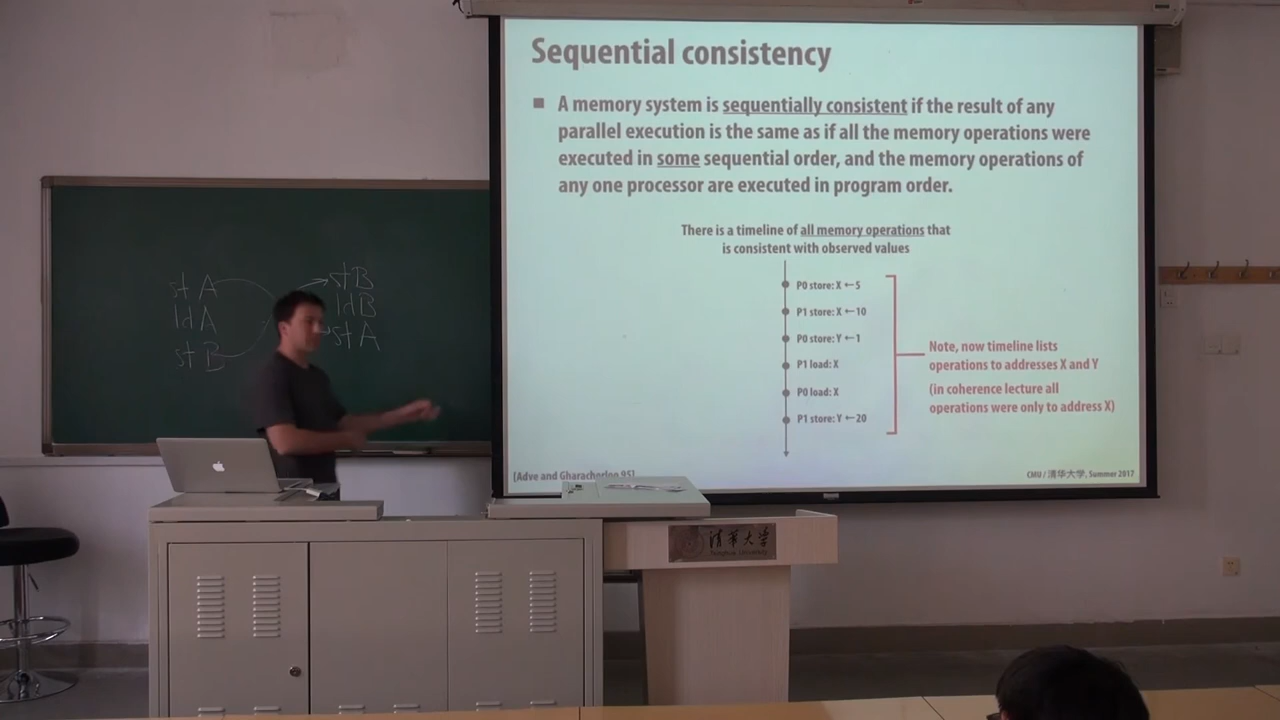 Sequential consistency
A memory system is sequentially consistent if the result of any
parallel execution is the same as if all the memory operations were
executed in some sequential order, and the memory operations of
any one processor are executed in program order.
There is a timeline of all memory operations that
is consistent with observed values
P0 store: X ←5
P1 store: X ←10
P0 store: Y ←1
P1 load: X
P0 load: X
P1 store: Y ←20
Note, now timeline lists
operations to addresses X and Y
(in coherence lecture all
operations were only to address X)
[Adve and Gharachorloo 95]
CMU / 清华大学, Summer 2017
st A
ld A
st B
st B
ld B
st A
清华大学
Tsinghua University